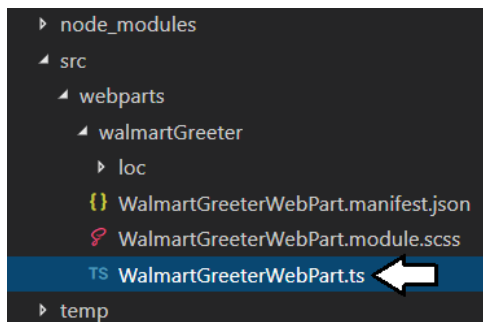 node_modules
src
webparts
walmartGreeter
loc
{} WalmartGreeterWebPart.manifest.json
WalmartGreeterWebPart.module.scss
TS WalmartGreeterWebPart.ts
temp